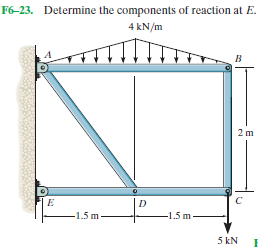 F6–23. Determine the components of reaction at E.
4 kN/m
A
B
2 m
E
D
C
1.5 m
1.5 m
5 kN